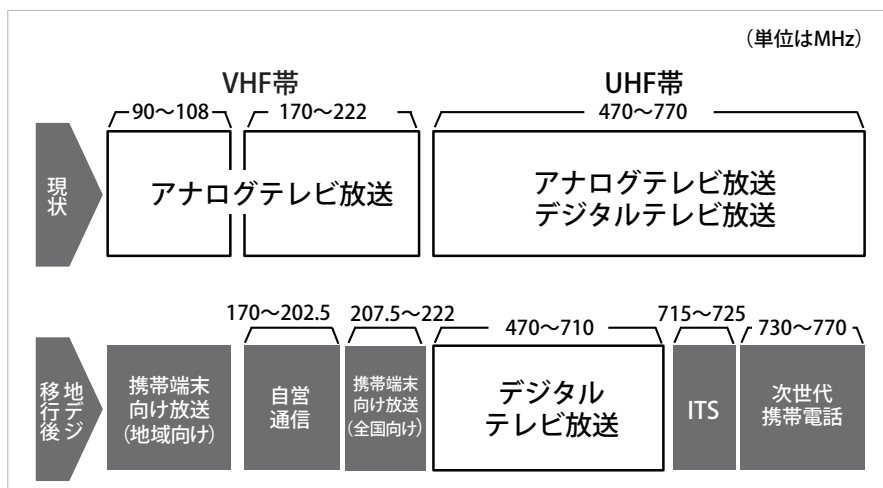 （単位はMHz）
VHF帯
UHF帯
90〜108
170〜222
470〜770
現状
アナログテレビ放送
アナログテレビ放送
デジタルテレビ放送
170〜202.5
207.5〜222
470〜710
715〜725
730〜770
地デジ
移行後
携帯端末
向け放送
（地域向け）
自営
通信
携帯端末
向け放送
（全国向け）
デジタル
テレビ放送
ITS
次世代
携帯電話